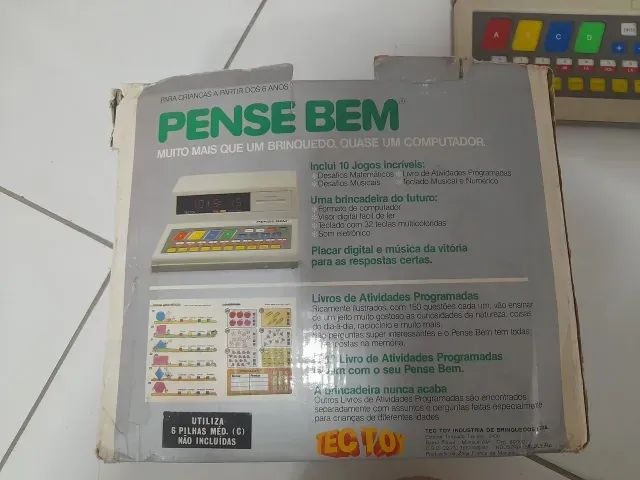 PARA CRIANÇAS A PARTIR DOS 6 ANOS
PENSE BEM
MUITO MAIS QUE UM BRINQUEDO. QUASE UM COMPUTADOR.
Inclui 10 Jogos incríveis:
Desafios Matemáticos Livro de Atividades Programadas
Desafios Musicais Teclado Musical e Numérico
Uma brincadeira do futuro:
Formato de computador
Visor digital fácil de ler
Teclado com 32 teclas multicoloridas
Som eletrônico
Placar digital e música da vitória
para as respostas certas.
Livros de Atividades Programadas
Ricamente ilustrados, com 150 questões cada um, vão ensinar
de um jeito muito gostoso as curiosidades da natureza, coisas
do dia-a-dia, raciocínio e muito mais.
São perguntas super interessantes e o Pense Bem tem todas
respostas na memória.
Livro de Atividades Programadas
vem com o seu Pense Bem.
A brincadeira nunca acaba
Outros Livros de Atividades Programadas são encontrados
separadamente com assuntos e perguntas feitas especialmente
para crianças de diferentes idades
UTILIZA
6 PILHAS MÉD. (C)
NÃO INCLUÍDAS
TEC TOY
TEC TOY INDÚSTRIA DE BRINQUEDOS LTDA.
PENSE BEM
A B C D